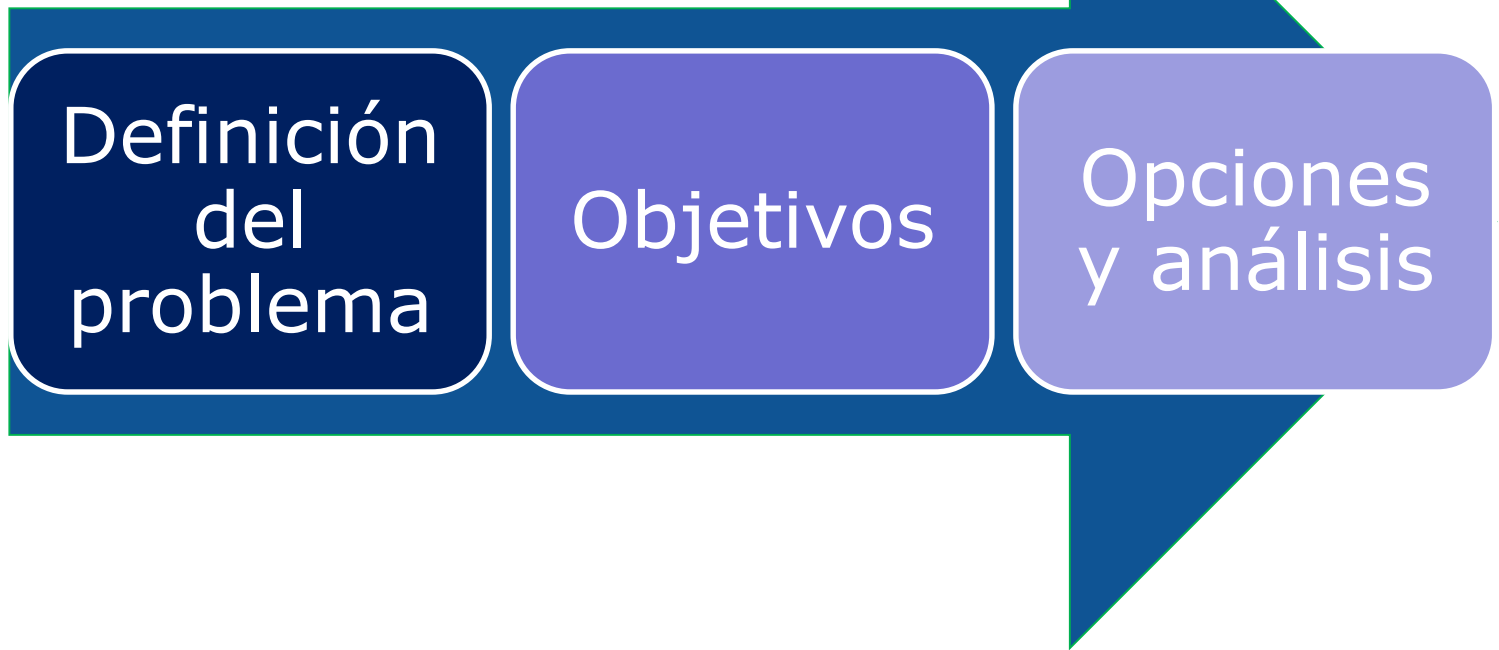 Definición
del
problema
Objetivos
Opciones
y análisis